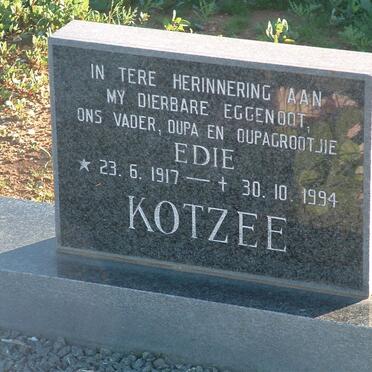 IN TERE HERINNERING AAN
MY DIERBARE EGGENOOT,
ONS VADER, OUPA EN OUPAGROOTJIE
EDIE
★ 23. 6. 1917 — † 30. 10. 1994
KOTZEE